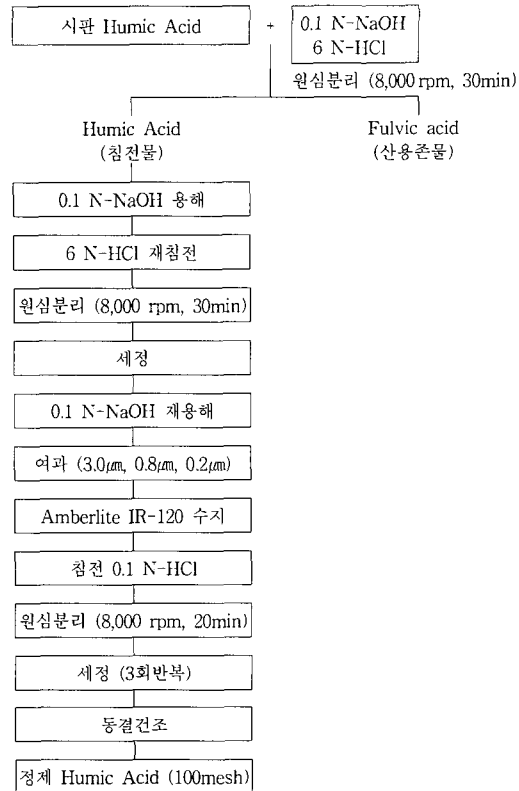 시판 Humic Acid + 0.1 N-NaOH
6 N-HCl
원심분리 (8,000 rpm, 30min)
Humic Acid Fulvic acid
(침전물) (산용존물)
0.1 N-NaOH 용해
6 N-HCl 재침전
원심분리 (8,000 rpm, 30min)
세정
0.1 N-NaOH 재용해
여과 (3.0㎛, 0.8㎛, 0.2㎛)
Amberlite IR-120 수지
침전 0.1 N-HCl
원심분리 (8,000 rpm, 20min)
세정 (3회반복)
동결건조
정제 Humic Acid (100mesh)